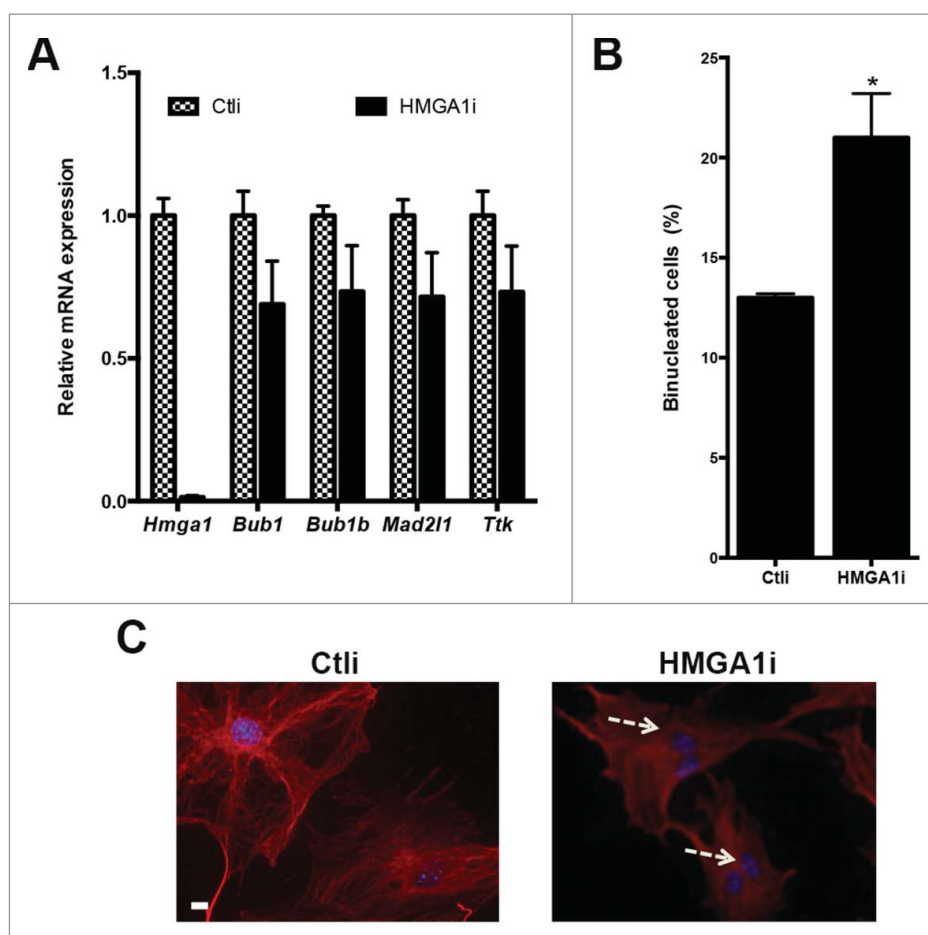 A
1.5
Ctli
HMGA1i
1.0
0.5
0.0
Relative mRNA expression
Hmga1 Bub1 Bub1b Mad2l1 Ttk
B
25
*
20
15
10
5
0
Binucleated cells (%)
Ctli HMGA1i
C
Ctli HMGA1i